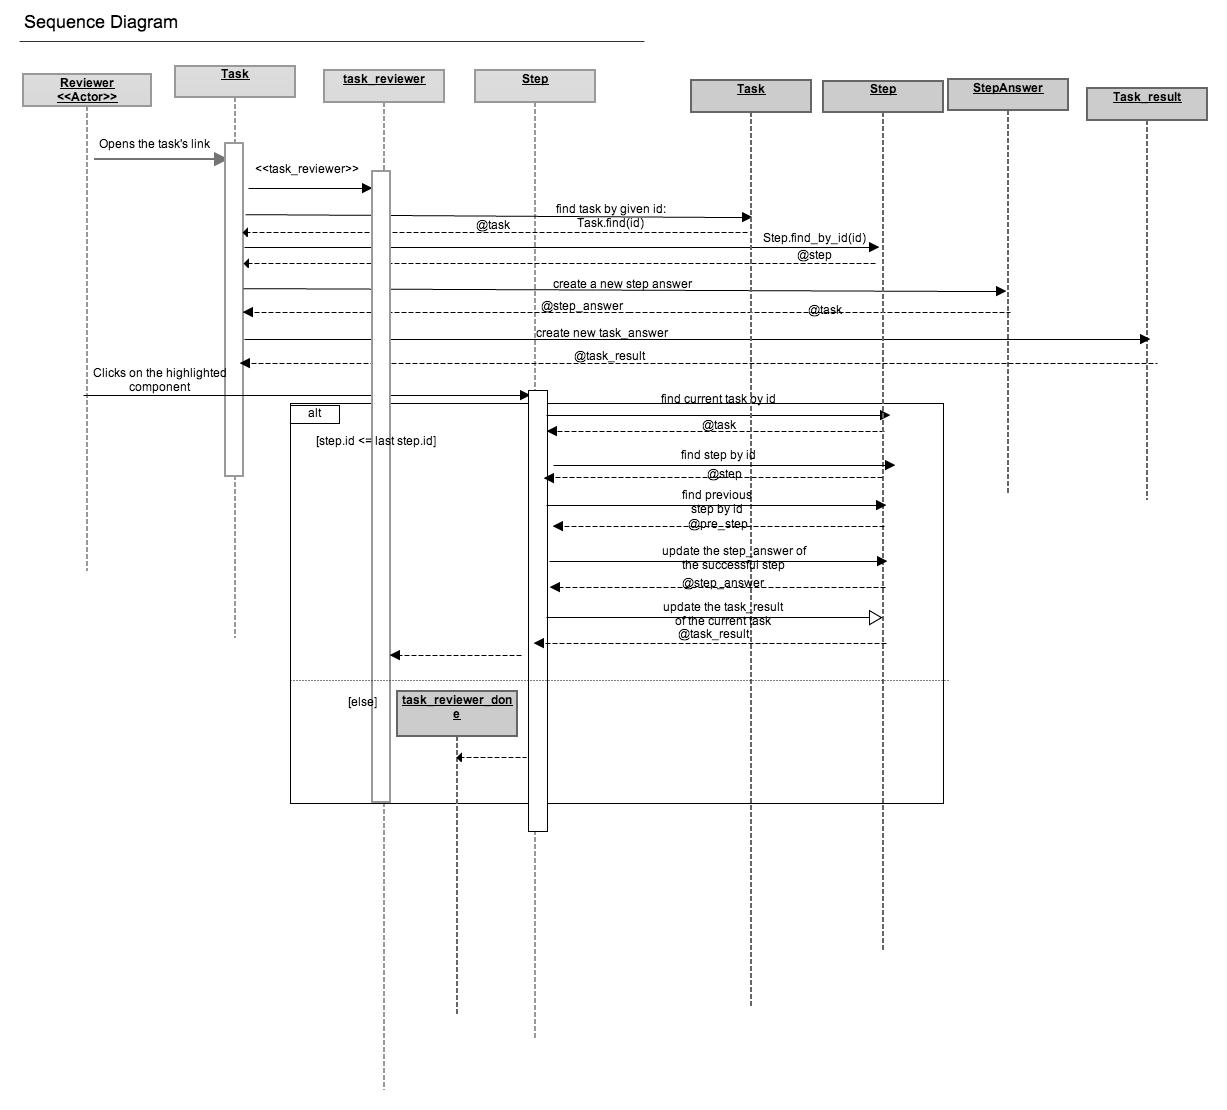 Sequence Diagram
Reviewer
<<Actor>>
Task
task_reviewer
Step
Task
Step
StepAnswer
Task_result
Opens the task's link
<<task_reviewer>>
find task by given id:
Task.find(id)
@task
Step.find_by_id(id)
@step
create a new step answer
@step_answer
@task
create new task_answer
@task_result
Clicks on the highlighted
component
find current task by id
alt
@task
[step.id <= last step.id]
find step by id
@step
find previous
step by id
@pre_step
update the step_answer of
the successful step
@step_answer
update the task_result
of the current task
@task_result
[else]
task_reviewer_don
e